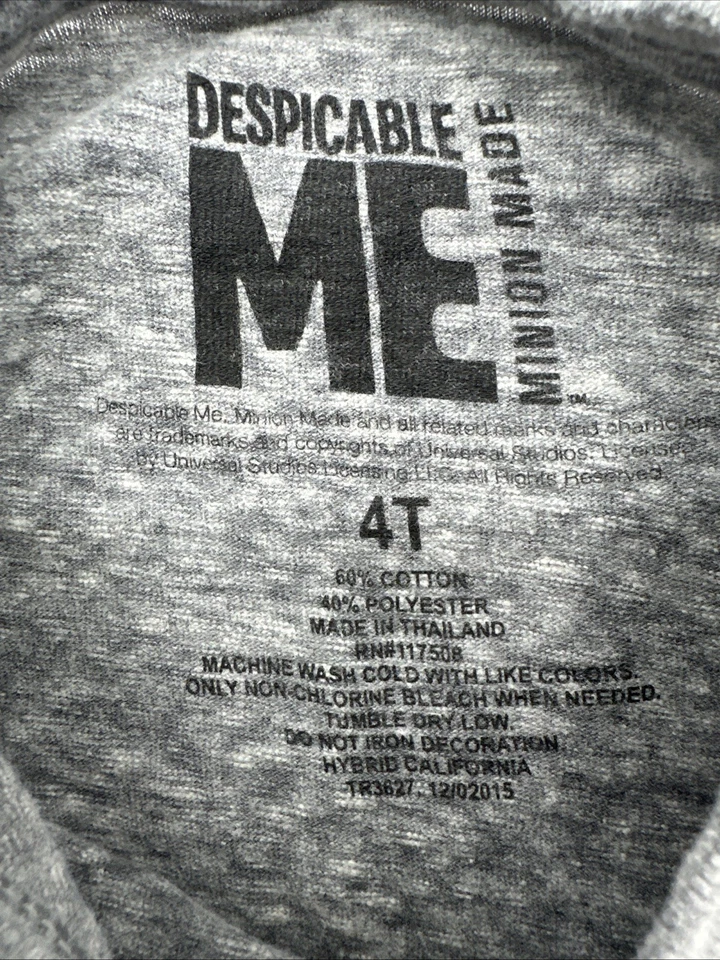 DESPICABLE
ME
MINION MADE
TM
Despicable Me, Minion Made and all related marks and characters
are trademarks and copyrights of Universal Studios. Licensed
by Universal Studios Licensing LLC. All Rights Reserved.
4T
60% COTTON
40% POLYESTER
MADE IN THAILAND
RN#117508
MACHINE WASH COLD WITH LIKE COLORS.
ONLY NON-CHLORINE BLEACH WHEN NEEDED.
TUMBLE DRY LOW.
DO NOT IRON DECORATION
HYBRID CALIFORNIA
TR3627, 12/02015